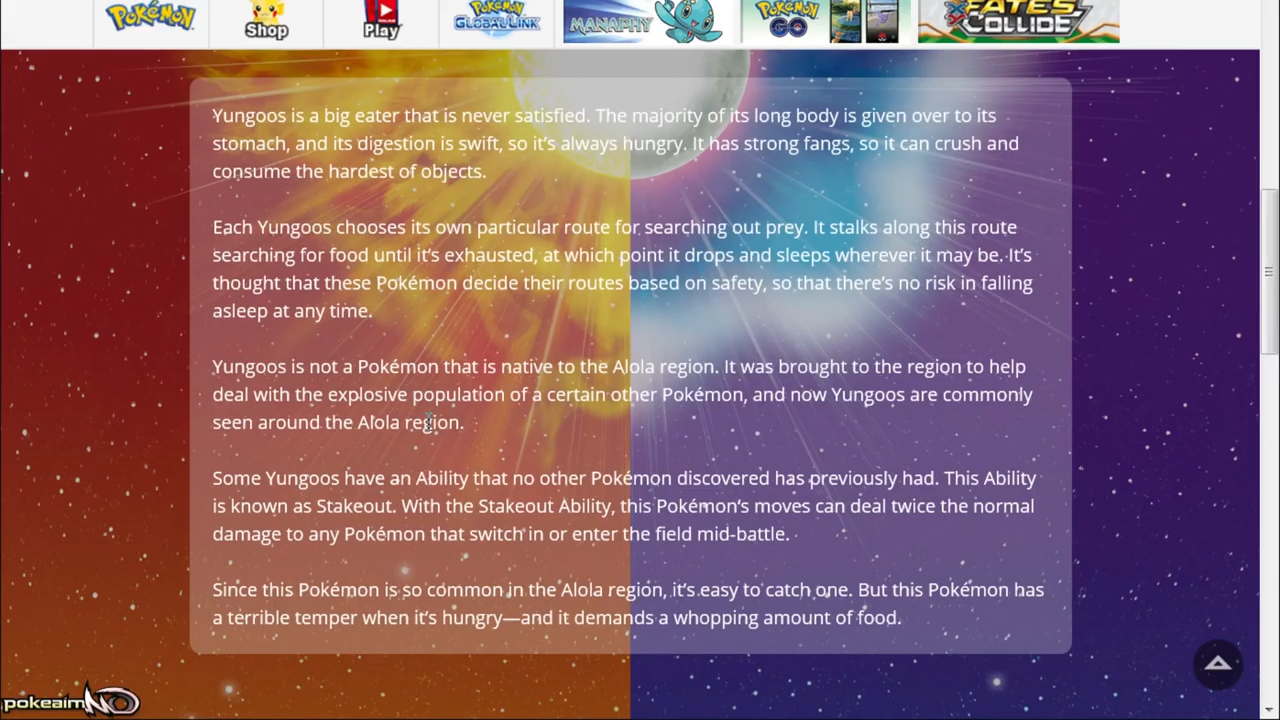 Pokémon
Shop
Play
Pokémon
GLOBAL LINK
MANAPHY
Pokémon
GO
FATES
COLLIDE
Yungoos is a big eater that is never satisfied. The majority of its long body is given over to its
stomach, and its digestion is swift, so it’s always hungry. It has strong fangs, so it can crush and
consume the hardest of objects.
Each Yungoos chooses its own particular route for searching out prey. It stalks along this route
searching for food until it’s exhausted, at which point it drops and sleeps wherever it may be. It’s
thought that these Pokémon decide their routes based on safety, so that there’s no risk in falling
asleep at any time.
Yungoos is not a Pokémon that is native to the Alola region. It was brought to the region to help
deal with the explosive population of a certain other Pokémon, and now Yungoos are commonly
seen around the Alola region.
Some Yungoos have an Ability that no other Pokémon discovered has previously had. This Ability
is known as Stakeout. With the Stakeout Ability, this Pokémon’s moves can deal twice the normal
damage to any Pokémon that switch in or enter the field mid-battle.
Since this Pokémon is so common in the Alola region, it’s easy to catch one. But this Pokémon has
a terrible temper when it’s hungry—and it demands a whopping amount of food.
pokeaimMD